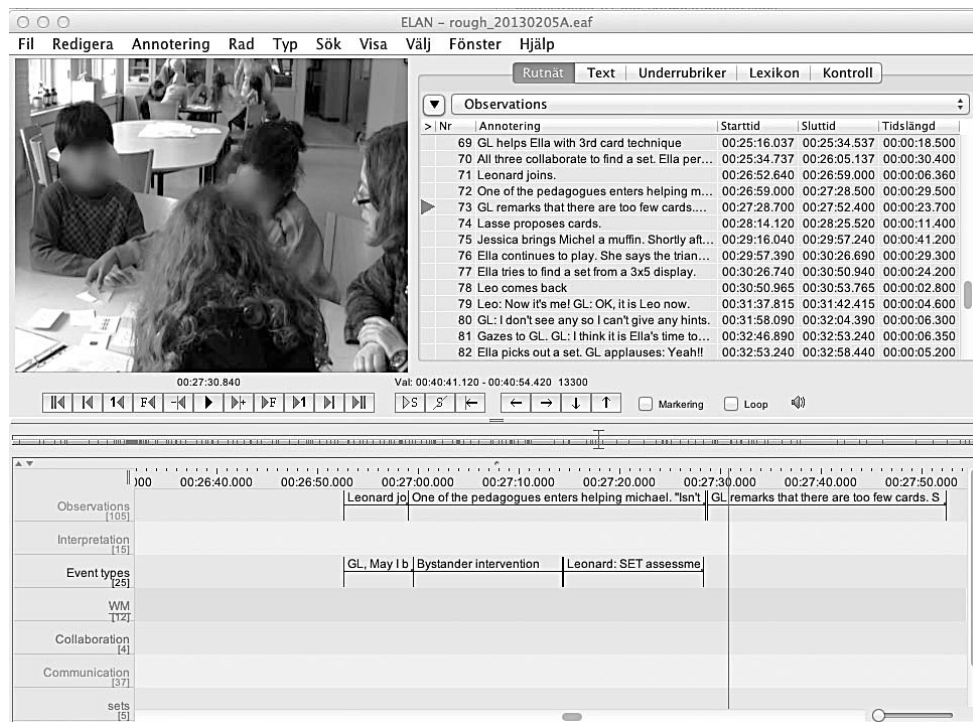 ELAN – rough_20130205A.eaf
Fil Redigera Annotering Rad Typ Sök Visa Välj Fönster Hjälp
Rutnät Text Underrubriker Lexikon Kontroll
Observations
> Nr Annotering Starttid Sluttid Tidslängd
69 GL helps Ella with 3rd card technique 00:25:16.037 00:25:34.537 00:00:18.500
70 All three collaborate to find a set. Ella per... 00:25:34.737 00:26:05.137 00:00:30.400
71 Leonard joins. 00:26:52.640 00:26:59.000 00:00:06.360
72 One of the pedagogues enters helping m... 00:26:59.000 00:27:28.500 00:00:29.500
73 GL remarks that there are too few cards.... 00:27:28.700 00:27:52.400 00:00:23.700
74 Lasse proposes cards. 00:28:14.120 00:28:25.520 00:00:11.400
75 Jessica brings Michel a muffin. Shortly aft... 00:29:16.040 00:29:57.240 00:00:41.200
76 Ella continues to play. She says the trian... 00:29:57.390 00:30:26.690 00:00:29.300
77 Ella tries to find a set from a 3x5 display. 00:30:26.740 00:30:50.940 00:00:24.200
78 Leo comes back 00:30:50.965 00:30:53.765 00:00:02.800
79 Leo: Now it's me! GL: OK, it is Leo now. 00:31:37.815 00:31:42.415 00:00:04.600
80 GL: I don't see any so I can't give any hints. 00:31:58.090 00:32:04.390 00:00:06.300
81 Gazes to GL. GL: I think it is Ella's time to... 00:32:46.890 00:32:53.240 00:00:06.350
82 Ella picks out a set. GL applauses: Yeah!! 00:32:53.240 00:32:58.440 00:00:05.200
00:27:30.840 Val: 00:40:41.120 - 00:40:54.420 13300
1 F + F 1 S S Markering Loop
000 00:26:40.000 00:26:50.000 00:27:00.000 00:27:10.000 00:27:20.000 00:27:30.000 00:27:40.000 00:27:50.000
Observations Leonard jo One of the pedagogues enters helping michael. "Isn't GL remarks that there are too few cards. S
[105]
Interpretation
[15]
Event types GL, May I b Bystander intervention Leonard: SET assessme
[25]
WM
[12]
Collaboration
[4]
Communication
[37]
sets
[5]